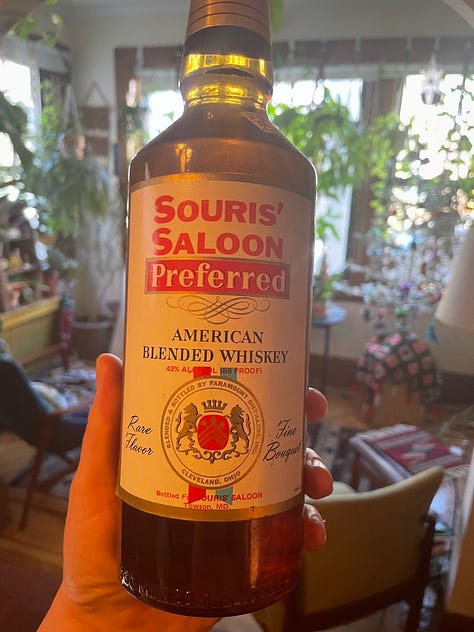 SOURIS'
SALOON
Preferred
AMERICAN
BLENDED WHISKEY
43% ALCOHOL (86 PROOF)
Rare
Flavor
BLENDED & BOTTLED BY PARAMOUNT DISTILLERS, INC.
CLEVELAND, OHIO
Fine
Bouquet
Bottled For SOURIS' SALOON
Towson, MD.